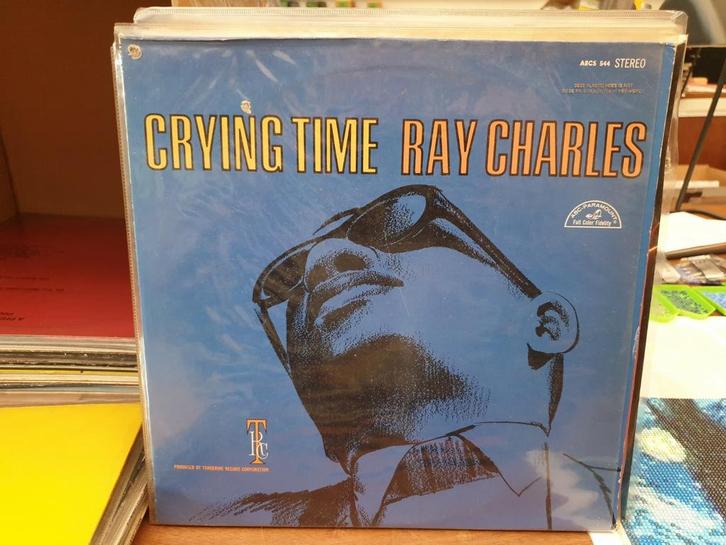 ABCS 544 STEREO
CRYING TIME RAY CHARLES
ABC-PARAMOUNT
Full Color Fidelity
TRC
PRODUCED BY TANGERINE RECORD CORPORATION